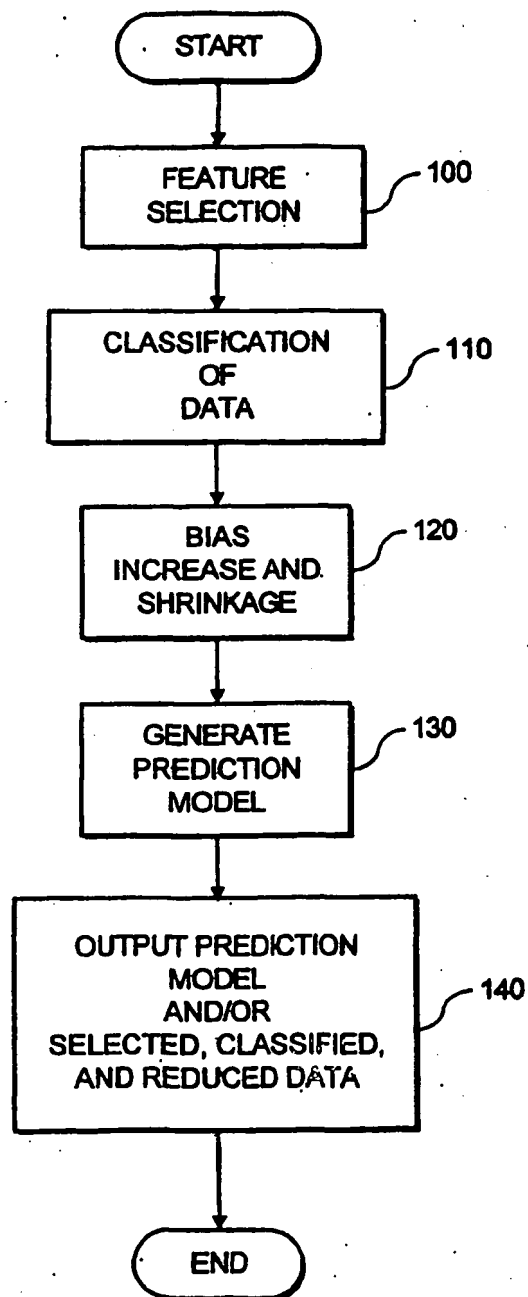 START
FEATURE
SELECTION
100
CLASSIFICATION
OF
DATA
110
BIAS
INCREASE AND
SHRINKAGE
120
GENERATE
PREDICTION
MODEL
130
OUTPUT PREDICTION
MODEL
AND/OR
SELECTED, CLASSIFIED,
AND REDUCED DATA
140
END